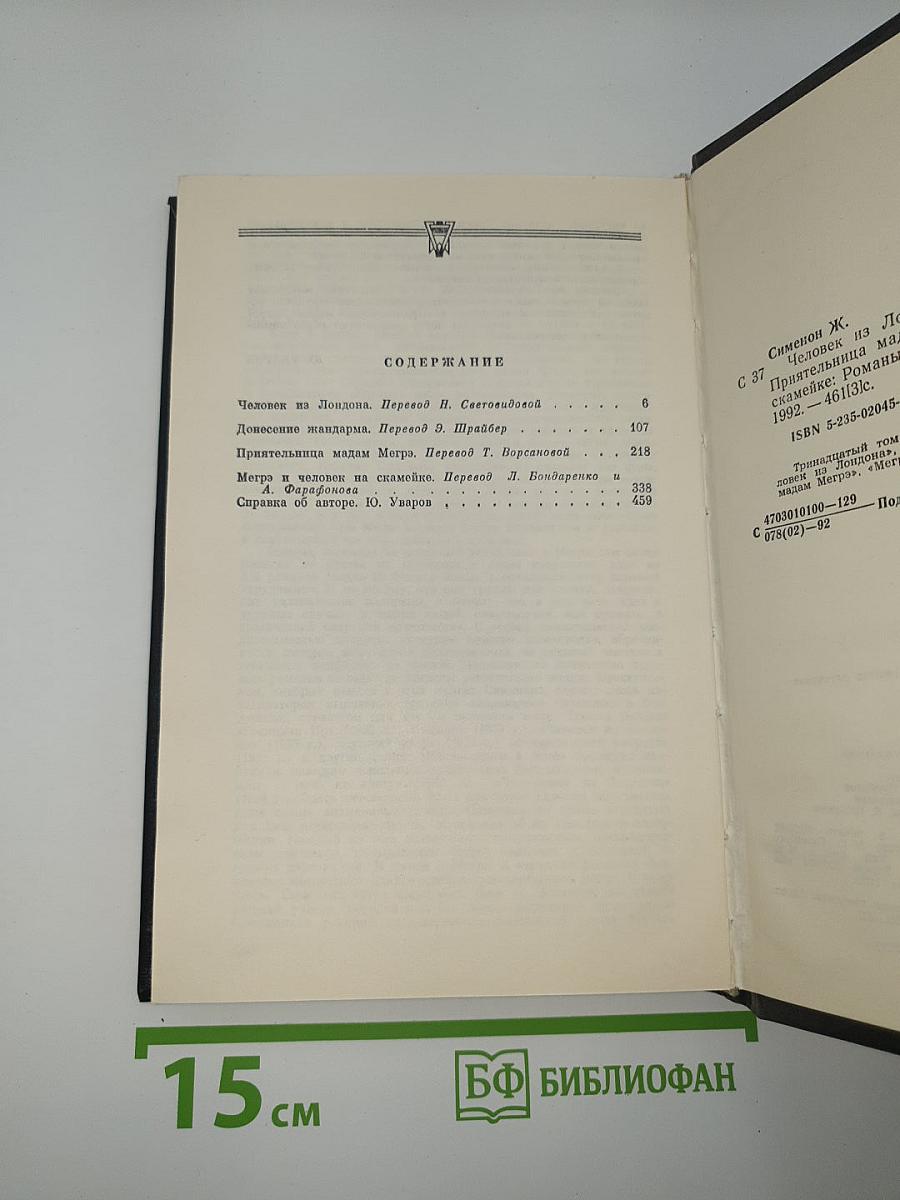 СОДЕРЖАНИЕ
Человек из Лондона. Перевод Н. Световидовой . . . . . 6
Донесение жандарма. Перевод Э. Шрайбер . . . . . . . 107
Приятельница мадам Мегрэ. Перевод Т. Ворсановой . . . 218
Мегрэ и человек на скамейке. Перевод Л. Бондаренко и
А. Фарафонова . . . . . . . . . . . . . . . . . 338
Справка об авторе. Ю. Уваров . . . . . . . . . . . . 459
Сименон Ж.
С 37 Человек из
Приятельница
скамейке: Романы
1992. — 461[3]с.
ISBN 5-235-02045-
Тринадцатый том
ловек из Лондона»,
мадам Мегрэ»,
С 4703010100—129
078(02)—92
15 см
БФ БИБЛИОФАН